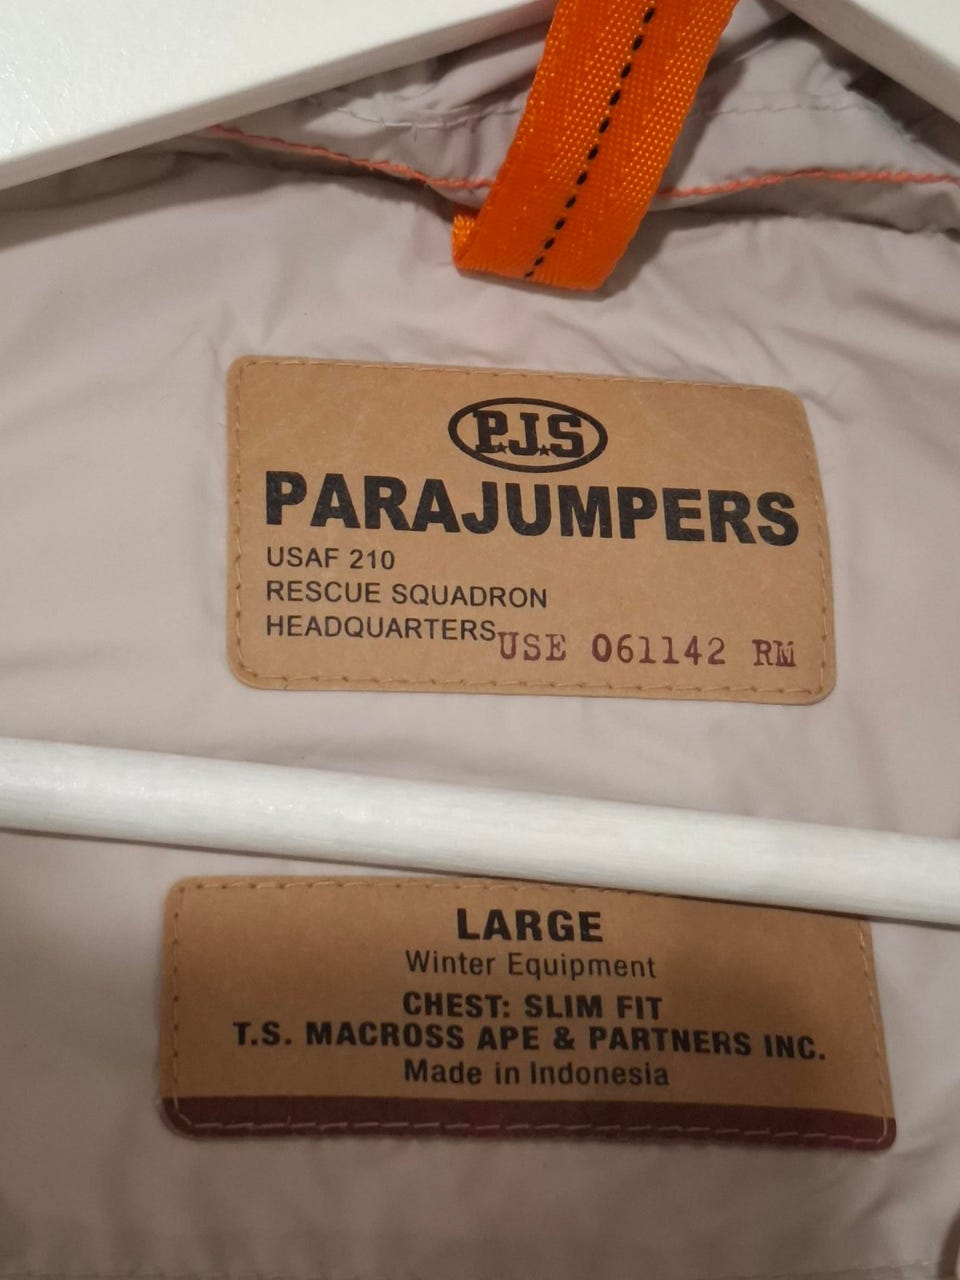 P.J.S
PARAJUMPERS
USAF 210
RESCUE SQUADRON
HEADQUARTERS USE 061142 RM
LARGE
Winter Equipment
CHEST: SLIM FIT
T.S. MACROSS APE & PARTNERS INC.
Made in Indonesia